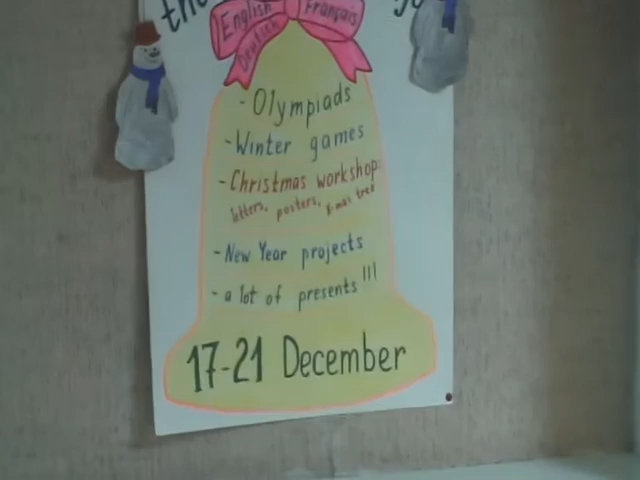 the
English Français
Deutsch
- Olympiads
- Winter games
- Christmas workshop:
letters, posters, X-mas tree
- New Year projects
- a lot of presents !!!
17-21 December